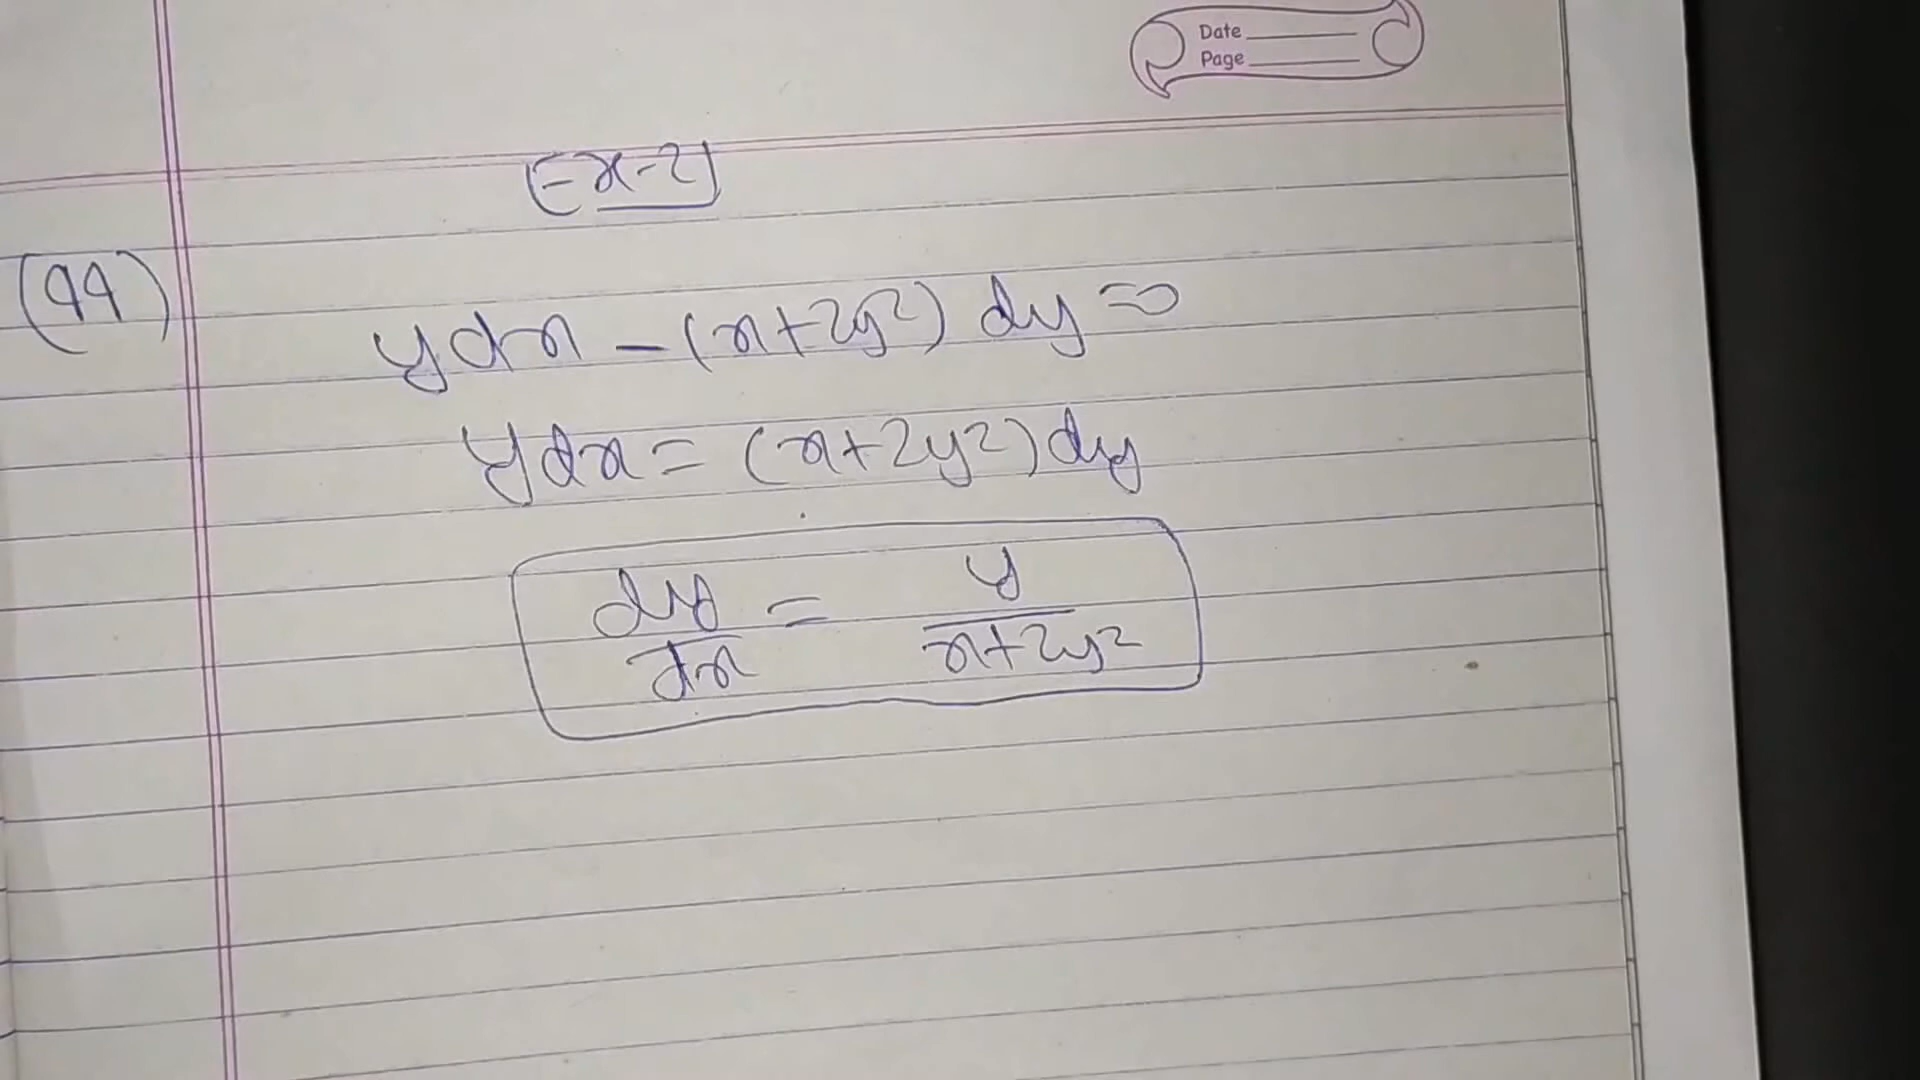 Date
Page
Ex-2
(44)
ydx - (x+2y²) dy = 0
ydx = (x+2y²)dy
dy/dx = y/x+2y²